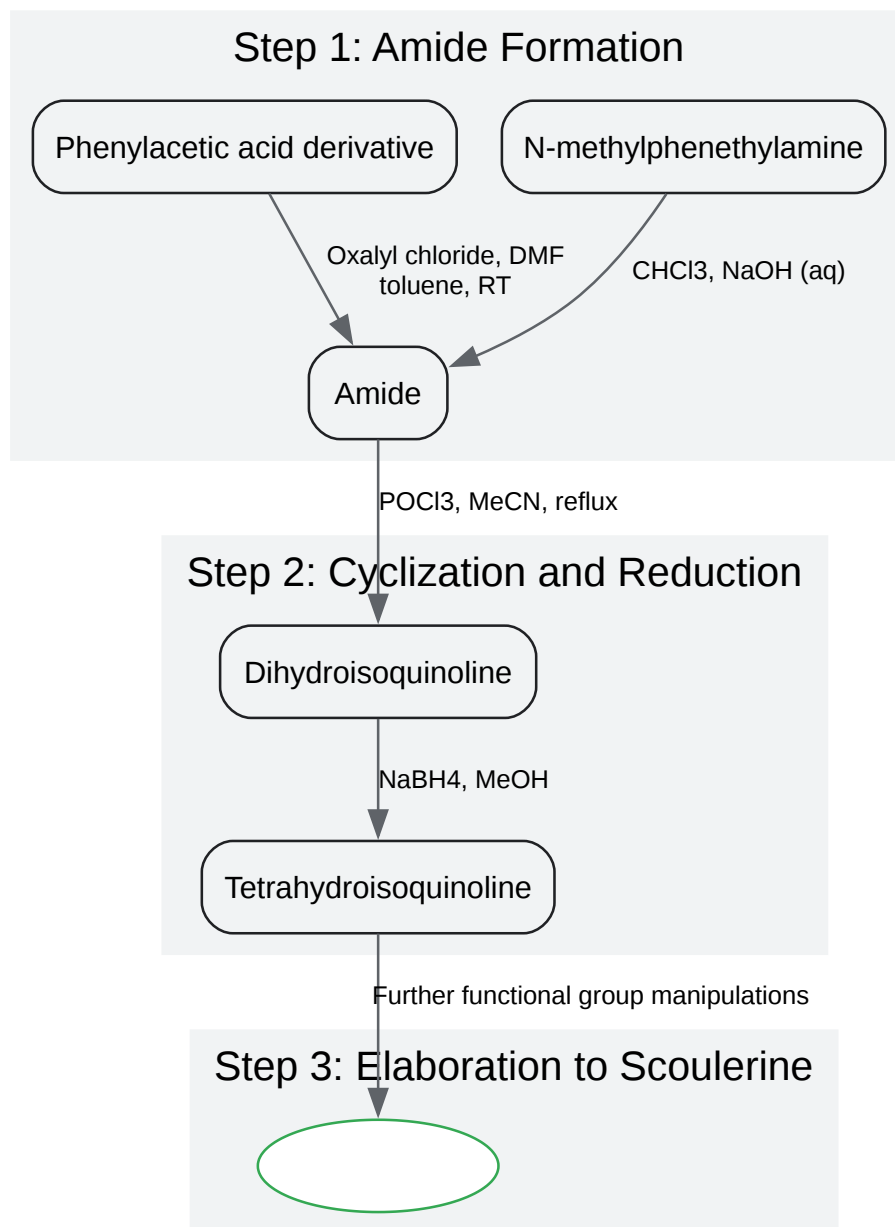 Step 1: Amide Formation
Phenylacetic acid derivative
N-methylphenethylamine
Oxalyl chloride, DMF
toluene, RT
CHCl3, NaOH (aq)
Amide
POCl3, MeCN, reflux
Step 2: Cyclization and Reduction
Dihydroisoquinoline
NaBH4, MeOH
Tetrahydroisoquinoline
Further functional group manipulations
Step 3: Elaboration to Scoulerine